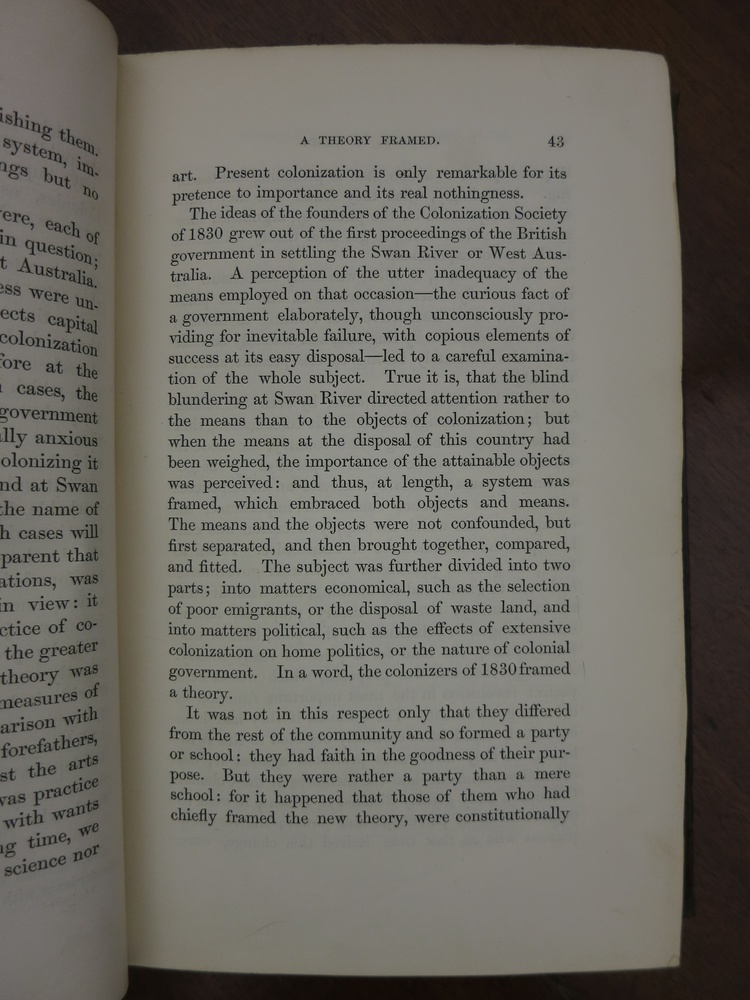 ishing them.
system, im-
ngs but no
ere, each of
in question;
t Australia.
ess were un-
ects capital
colonization
fore at the
cases, the
government
lly anxious
olonizing it
nd at Swan
the name of
h cases will
parent that
ations, was
in view: it
ctice of co-
the greater
theory was
measures of
arison with
forefathers,
st the arts
was practice
with wants
ng time, we
science nor
A THEORY FRAMED. 43
art. Present colonization is only remarkable for its
pretence to importance and its real nothingness.
The ideas of the founders of the Colonization Society
of 1830 grew out of the first proceedings of the British
government in settling the Swan River or West Aus-
tralia. A perception of the utter inadequacy of the
means employed on that occasion—the curious fact of
a government elaborately, though unconsciously pro-
viding for inevitable failure, with copious elements of
success at its easy disposal—led to a careful examina-
tion of the whole subject. True it is, that the blind
blundering at Swan River directed attention rather to
the means than to the objects of colonization; but
when the means at the disposal of this country had
been weighed, the importance of the attainable objects
was perceived: and thus, at length, a system was
framed, which embraced both objects and means.
The means and the objects were not confounded, but
first separated, and then brought together, compared,
and fitted. The subject was further divided into two
parts; into matters economical, such as the selection
of poor emigrants, or the disposal of waste land, and
into matters political, such as the effects of extensive
colonization on home politics, or the nature of colonial
government. In a word, the colonizers of 1830 framed
a theory.
It was not in this respect only that they differed
from the rest of the community and so formed a party
or school: they had faith in the goodness of their pur-
pose. But they were rather a party than a mere
school: for it happened that those of them who had
chiefly framed the new theory, were constitutionally